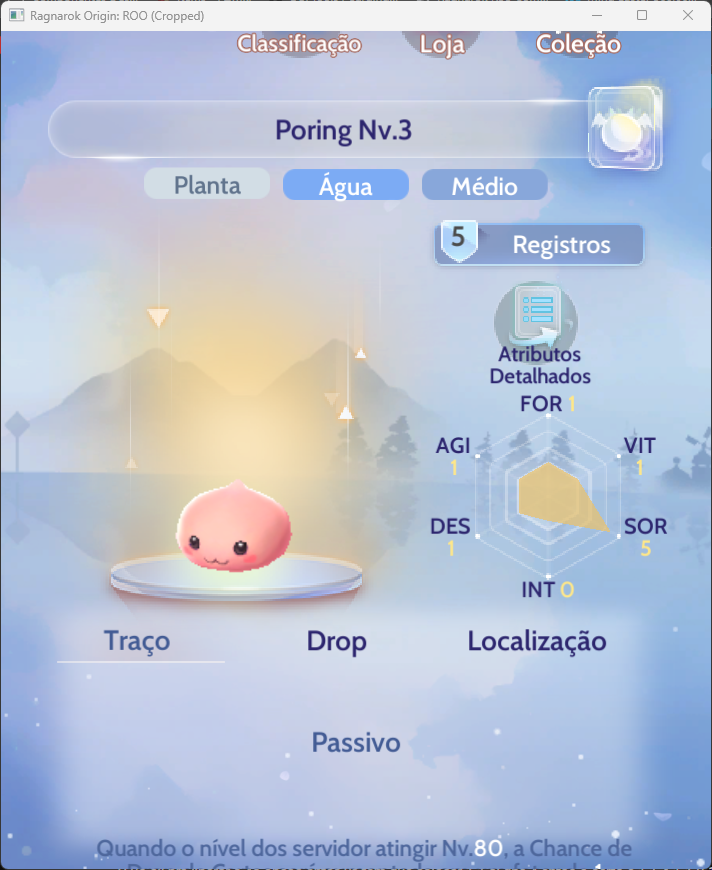 Ragnarok Origin: ROO (Cropped)
Classificação
Loja
Coleção
Poring Nv.3
Planta
Água
Médio
5
Registros
Atributos
Detalhados
FOR 1
AGI
1
VIT
1
DES
1
SOR
5
INT 0
Traço
Drop
Localização
Passivo
Quando o nível dos servidor atingir Nv.80, a Chance de